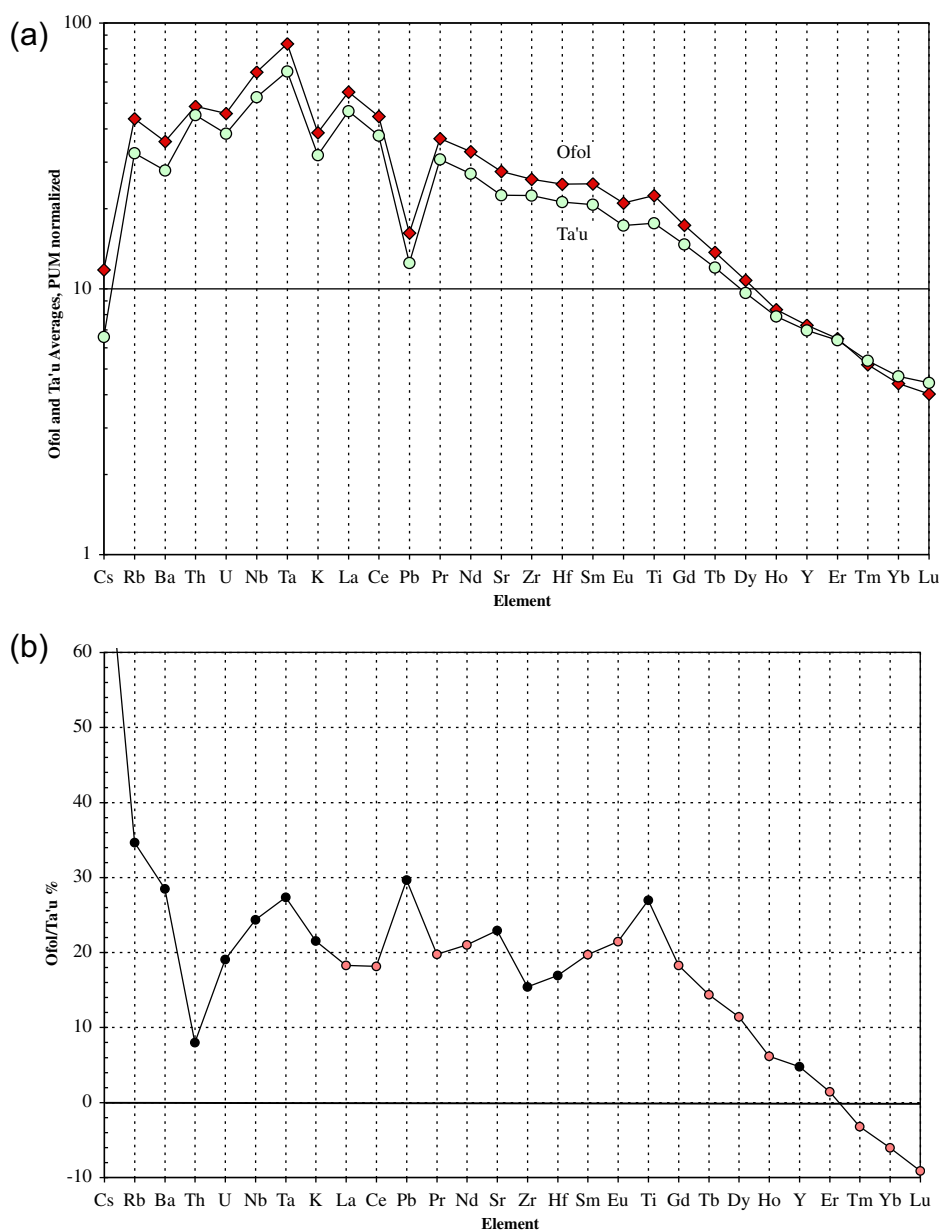 (a)
100
10
1
Ofol and Ta'u Averages, PUM normalized
Ofol
Ta'u
Cs Rb Ba Th U Nb Ta K La Ce Pb Pr Nd Sr Zr Hf Sm Eu Ti Gd Tb Dy Ho Y Er Tm Yb Lu
Element
(b)
60
50
40
30
20
10
0
-10
Ofol/Ta'u %
Cs Rb Ba Th U Nb Ta K La Ce Pb Pr Nd Sr Zr Hf Sm Eu Ti Gd Tb Dy Ho Y Er Tm Yb Lu
Element